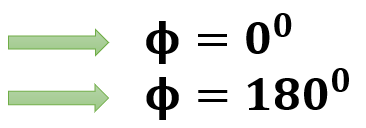 ϕ = 0⁰
ϕ = 180⁰